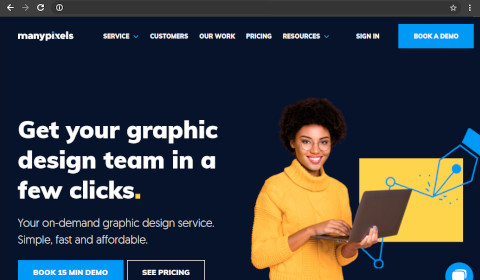 manypixels SERVICE CUSTOMERS OUR WORK PRICING RESOURCES SIGN IN BOOK A DEMO
Get your graphic
design team in a
few clicks.
Your on-demand graphic design service.
Simple, fast and affordable.
BOOK 15 MIN DEMO SEE PRICING